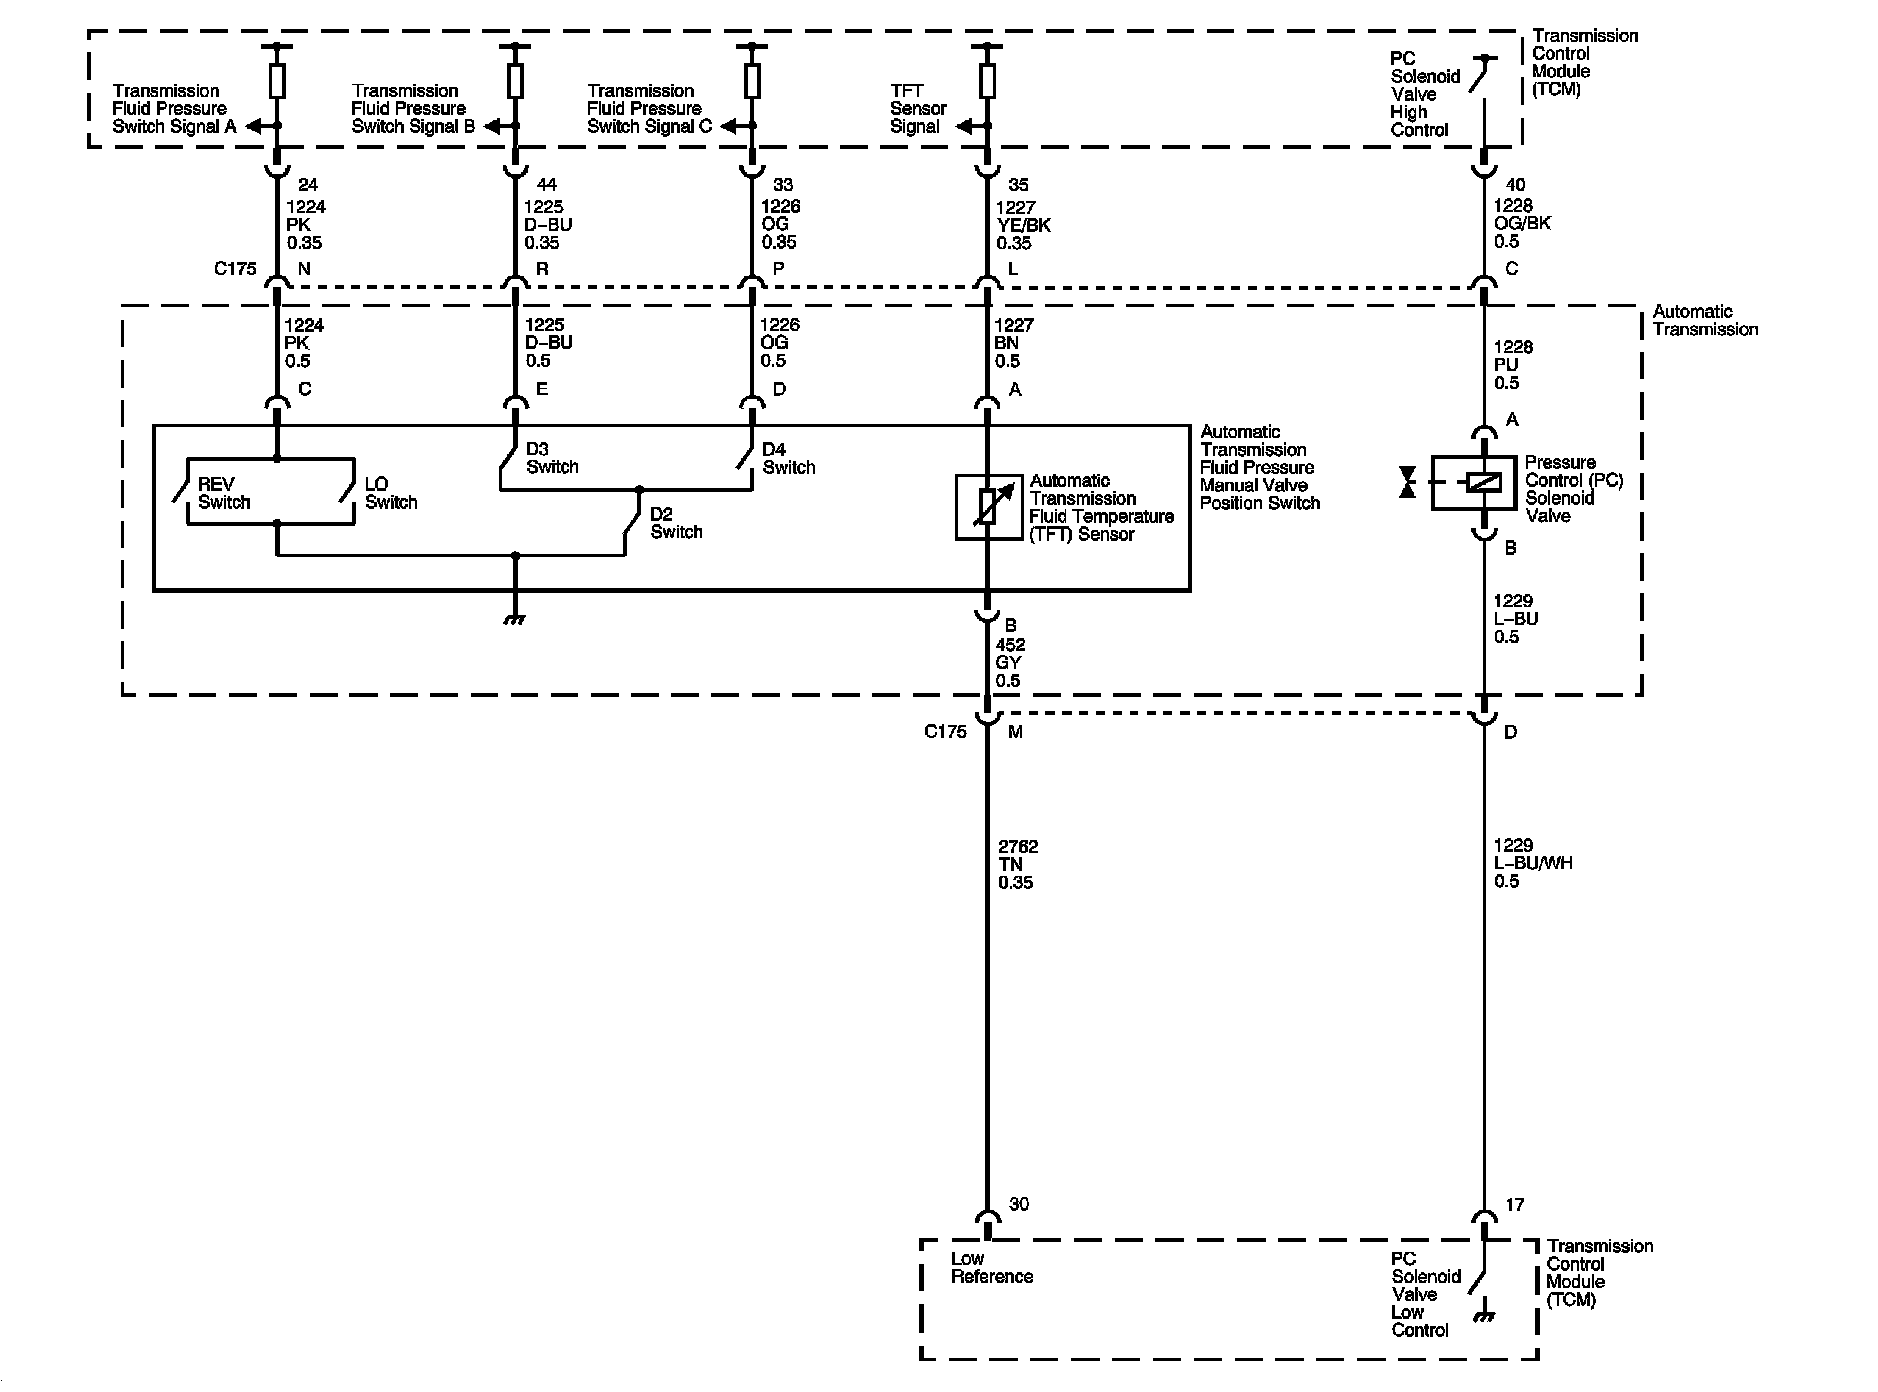 Transmission
Control
Module
(TCM)
Transmission
Fluid Pressure
Switch Signal A
Transmission
Fluid Pressure
Switch Signal B
Transmission
Fluid Pressure
Switch Signal C
TFT
Sensor
Signal
PC
Solenoid
Valve
High
Control
24
1224
PK
0.35
44
1225
D-BU
0.35
33
1226
OG
0.35
35
1227
YE/BK
0.35
40
1228
OG/BK
0.5
C175 N
R
P
L
C
Automatic
Transmission
1224
PK
0.5
C
1225
D-BU
0.5
E
1226
OG
0.5
D
1227
BN
0.5
A
1228
PU
0.5
A
REV
Switch
LO
Switch
D3
Switch
D4
Switch
D2
Switch
Automatic
Transmission
Fluid Temperature
(TFT) Sensor
Automatic
Transmission
Fluid Pressure
Manual Valve
Position Switch
Pressure
Control (PC)
Solenoid
Valve
B
B
452
GY
0.5
1229
L-BU
0.5
C175 M
D
2762
TN
0.35
1229
L-BU/WH
0.5
30
17
Low
Reference
PC
Solenoid
Valve
Low
Control
Transmission
Control
Module
(TCM)